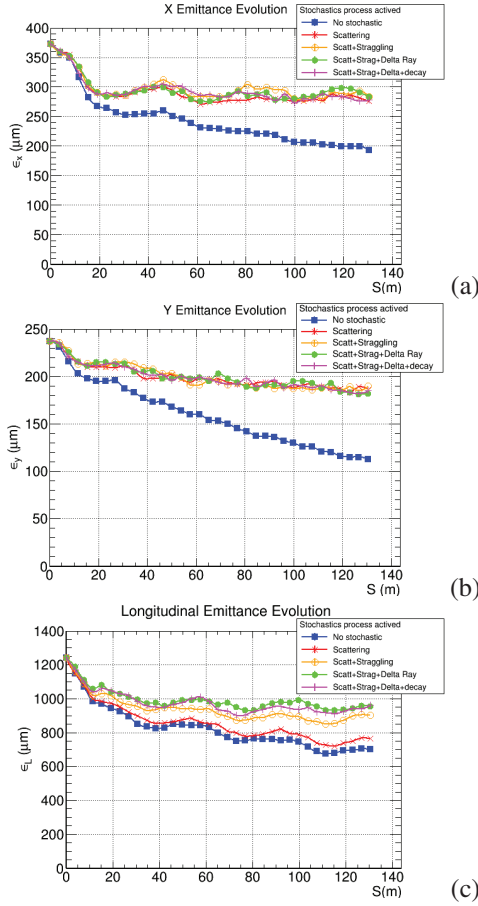 X Emittance Evolution
Stochastics process actived
No stochastic
Scattering
Scatt+Straggling
Scatt+Strag+Delta Ray
Scatt+Strag+Delta+decay
400
350
300
250
200
150
100
50
0
εx (μm)
0 20 40 60 80 100 120 140
S(m)
(a)
Y Emittance Evolution
Stochastics process actived
No stochastic
Scattering
Scatt+Straggling
Scatt+Strag+Delta Ray
Scatt+Strag+Delta+decay
250
200
150
100
50
0
εy (μm)
0 20 40 60 80 100 120 140
S (m)
(b)
Longitudinal Emittance Evolution
Stochastics process actived
No stochastic
Scattering
Scatt+Straggling
Scatt+Strag+Delta Ray
Scatt+Strag+Delta+decay
1400
1200
1000
800
600
400
200
0
εL (μm)
0 20 40 60 80 100 120 140
S(m)
(c)